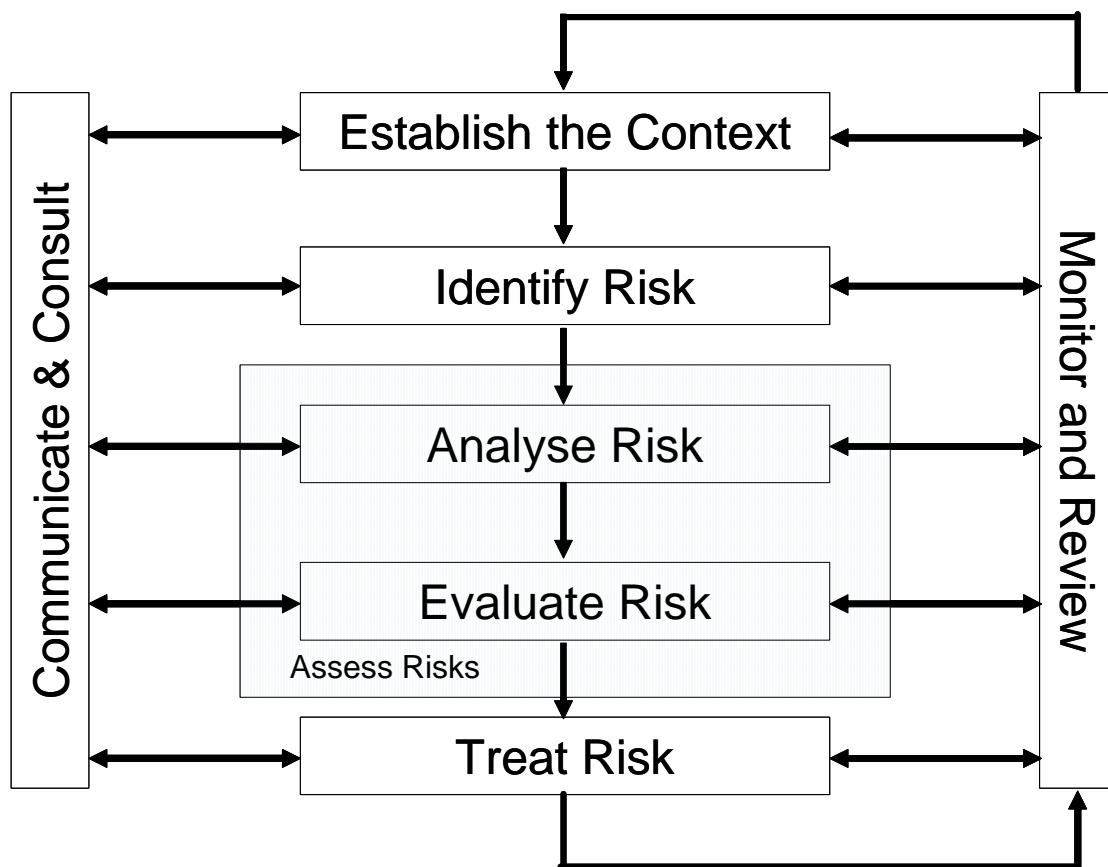 Establish the Context
Identify Risk
Analyse Risk
Evaluate Risk
Assess Risks
Treat Risk
Communicate & Consult
Monitor and Review